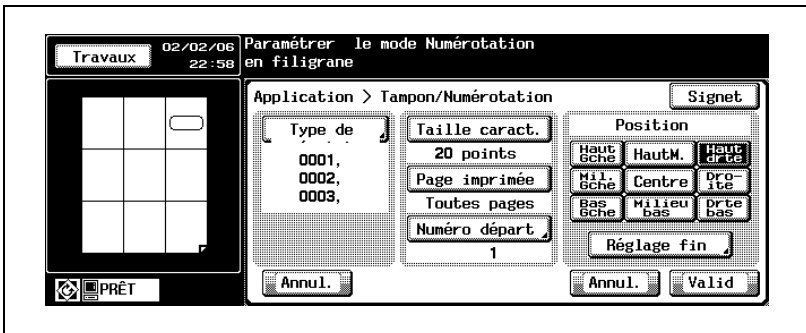 Travaux
02/02/06
22:58
Paramétrer le mode Numérotation
en filigrane
Application > Tampon/Numérotation
Signet
Type de
0001,
0002,
0003,
Taille caract.
20 points
Page imprimée
Toutes pages
Numéro départ
1
Position
Haut Gche
HautM.
Haut drte
Mil. Gche
Centre
Dro-ite
Bas Gche
Milieu bas
Drte bas
Réglage fin
Annul.
Annul.
Valid
PRÊT